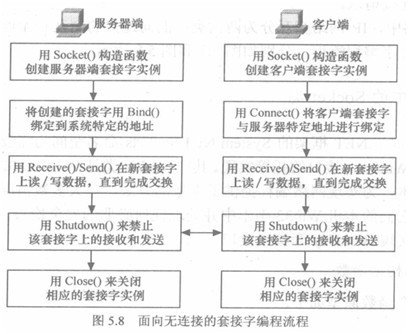 服务器端
客户端
用 Socket() 构造函数
创建服务器端套接字实例
用 Socket() 构造函数
创建客户端套接字实例
将创建的套接字用 Bind()
绑定到系统特定的地址
用 Connect() 将客户端套接字
与服务器特定地址进行绑定
用 Receive()/Send() 在新套接字
上读/写数据，直到完成交换
用 Receive()/Send() 在新套接字
上读/写数据，直到完成交换
用 Shutdown() 来禁止
该套接字上的接收和发送
用 Shutdown() 来禁止
该套接字上的接收和发送
用 Close() 来关闭
相应的套接字实例
用 Close() 来关闭
相应的套接字实例
图 5.8 面向无连接的套接字编程流程